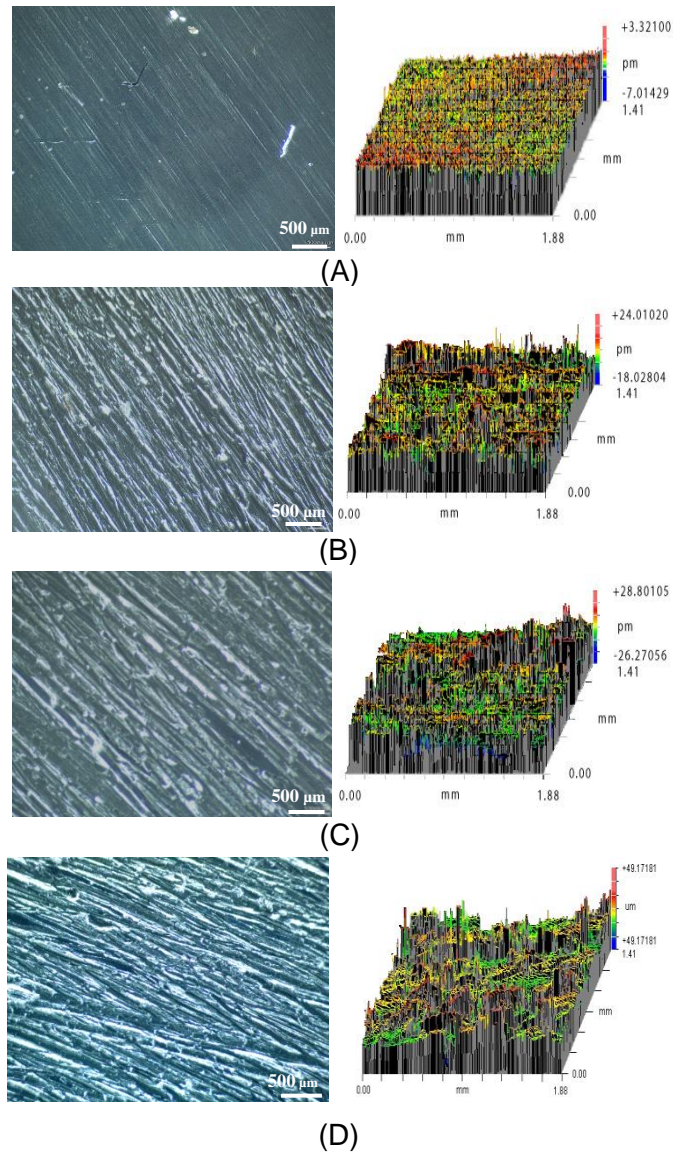 500 µm
+3.32100
pm
-7.01429
1.41
mm
0.00
0.00 mm 1.88
(A)
500 µm
+24.01020
pm
-18.02804
1.41
mm
0.00
0.00 mm 1.88
(B)
500 µm
+28.80105
pm
-26.27056
1.41
mm
0.00
0.00 mm 1.88
(C)
500 µm
+49.17181
um
+49.17181
1.41
mm
0.00
0.00 mm 1.88
(D)